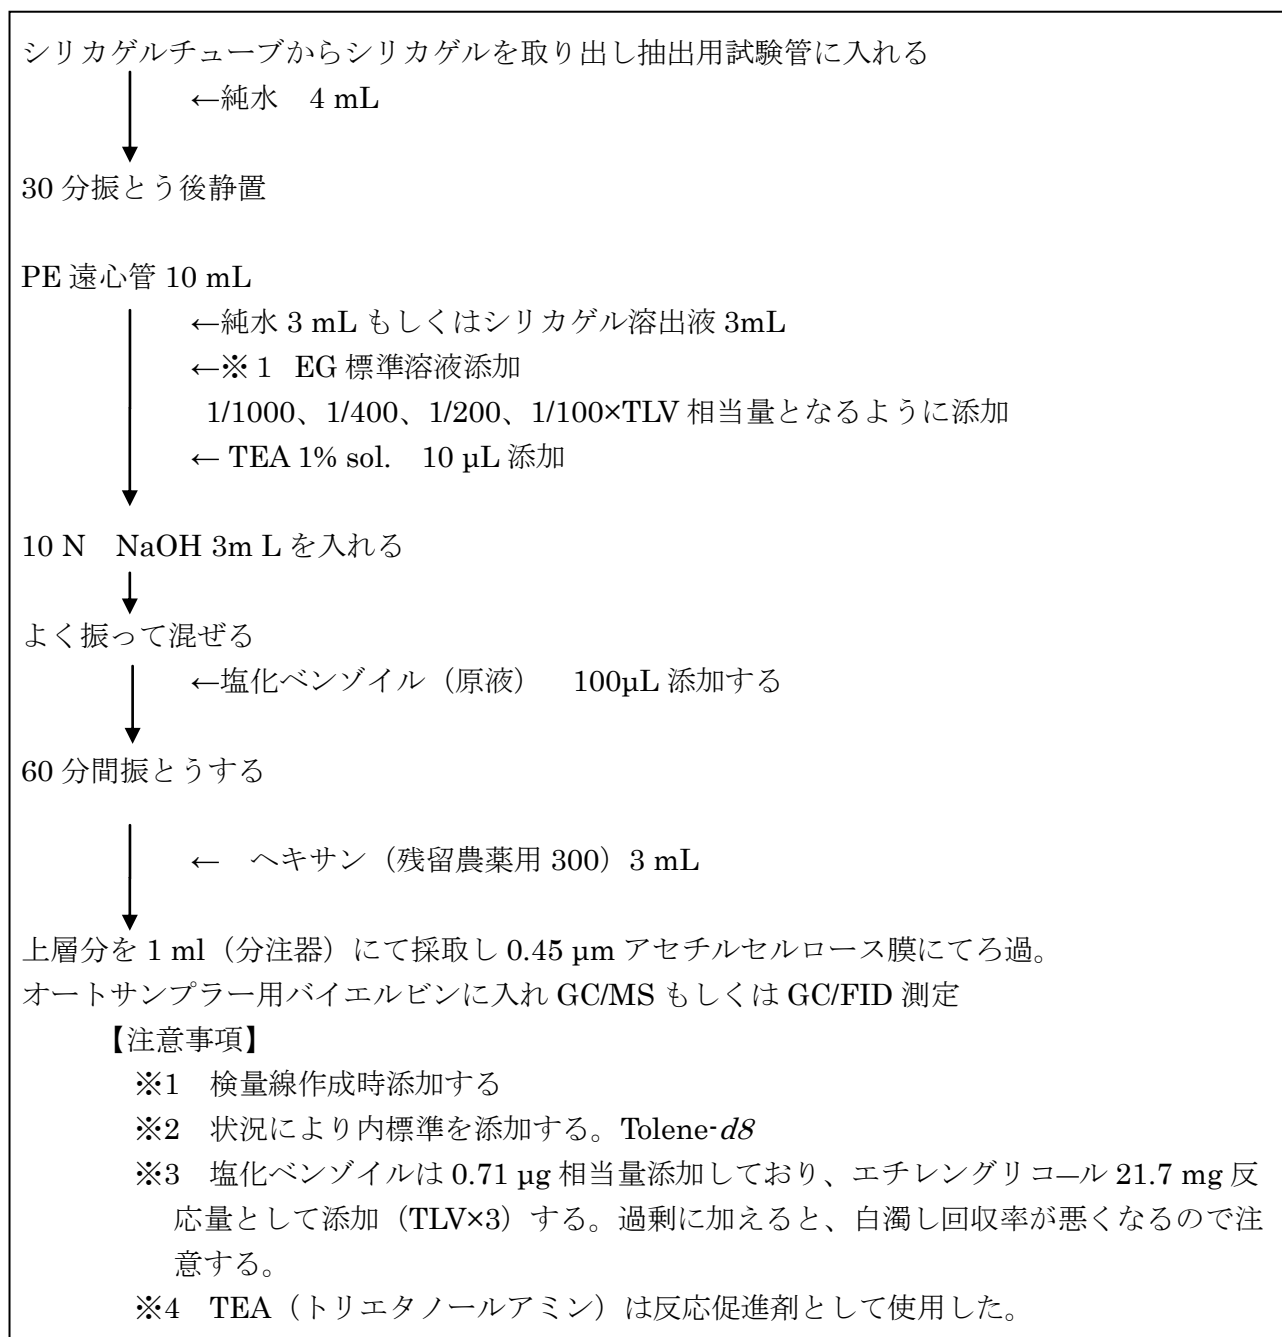 シリカゲルチューブからシリカゲルを取り出し抽出用試験管に入れる
←純水　4 mL
30 分振とう後静置
PE 遠心管 10 mL
←純水 3 mL もしくはシリカゲル溶出液 3mL
←※１ EG 標準溶液添加
1/1000、1/400、1/200、1/100×TLV 相当量となるように添加
← TEA 1% sol.　10 µL 添加
10 N　NaOH 3m L を入れる
よく振って混ぜる
←塩化ベンゾイル（原液）　100µL 添加する
60 分間振とうする
←　ヘキサン（残留農薬用 300）3 mL
上層分を 1 ml（分注器）にて採取し 0.45 µm アセチルセルロース膜にてろ過。
オートサンプラー用バイエルビンに入れ GC/MS もしくは GC/FID 測定
【注意事項】
※1　検量線作成時添加する
※2　状況により内標準を添加する。Tolene-d8
※3　塩化ベンゾイルは 0.71 µg 相当量添加しており、エチレングリコ―ル 21.7 mg 反
応量として添加（TLV×3）する。過剰に加えると、白濁し回収率が悪くなるので注
意する。
※4　TEA（トリエタノールアミン）は反応促進剤として使用した。